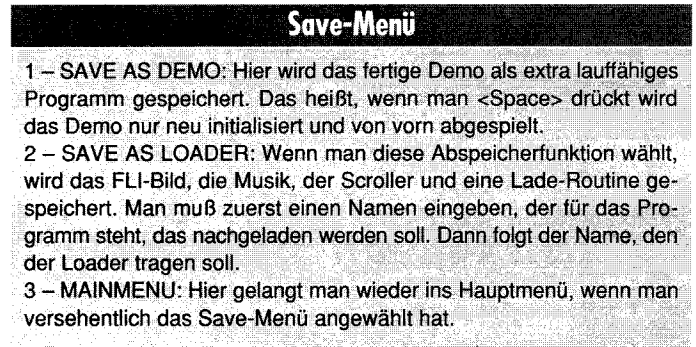 Save-Menü
1 – SAVE AS DEMO: Hier wird das fertige Demo als extra lauffähiges
Programm gespeichert. Das heißt, wenn man <Space> drückt wird
das Demo nur neu initialisiert und von vorn abgespielt.
2 – SAVE AS LOADER: Wenn man diese Abspeicherfunktion wählt,
wird das FLI-Bild, die Musik, der Scroller und eine Lade-Routine ge-
speichert. Man muß zuerst einen Namen eingeben, der für das Pro-
gramm steht, das nachgeladen werden soll. Dann folgt der Name, den
der Loader tragen soll.
3 – MAINMENU: Hier gelangt man wieder ins Hauptmenü, wenn man
versehentlich das Save-Menü angewählt hat.